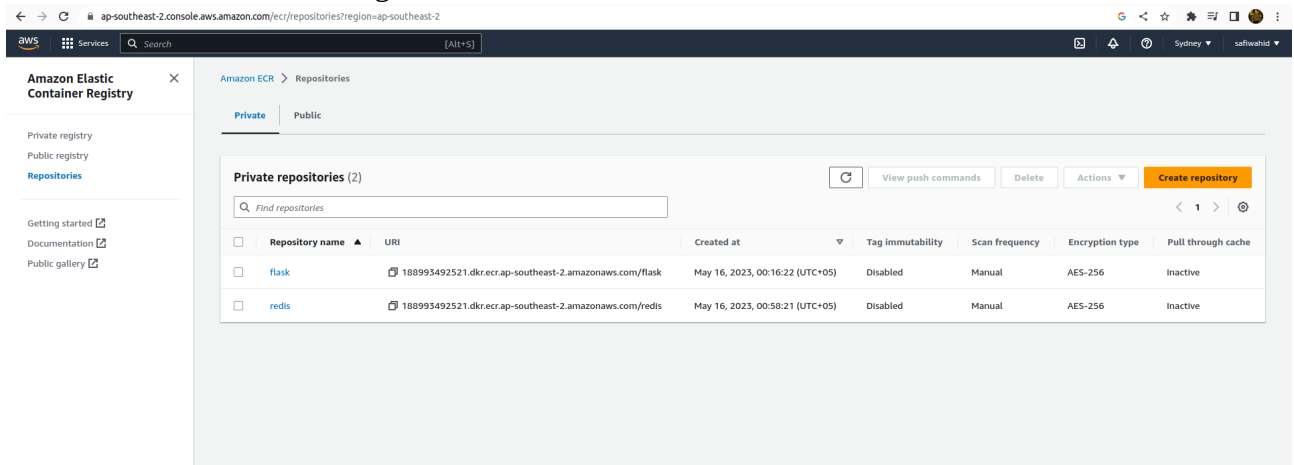 ap-southeast-2.console.aws.amazon.com/ecr/repositories?region=ap-southeast-2
aws Services Search [Alt+S] Sydney ▼ safiwahid ▼
Amazon Elastic
Container Registry
Private registry
Public registry
Repositories
Getting started
Documentation
Public gallery
Amazon ECR > Repositories
Private Public
Private repositories (2) View push commands Delete Actions ▼ Create repository
Find repositories < 1 >
Repository name ▲ URI Created at ▽ Tag immutability Scan frequency Encryption type Pull through cache
flask 188993492521.dkr.ecr.ap-southeast-2.amazonaws.com/flask May 16, 2023, 00:16:22 (UTC+05) Disabled Manual AES-256 Inactive
redis 188993492521.dkr.ecr.ap-southeast-2.amazonaws.com/redis May 16, 2023, 00:58:21 (UTC+05) Disabled Manual AES-256 Inactive